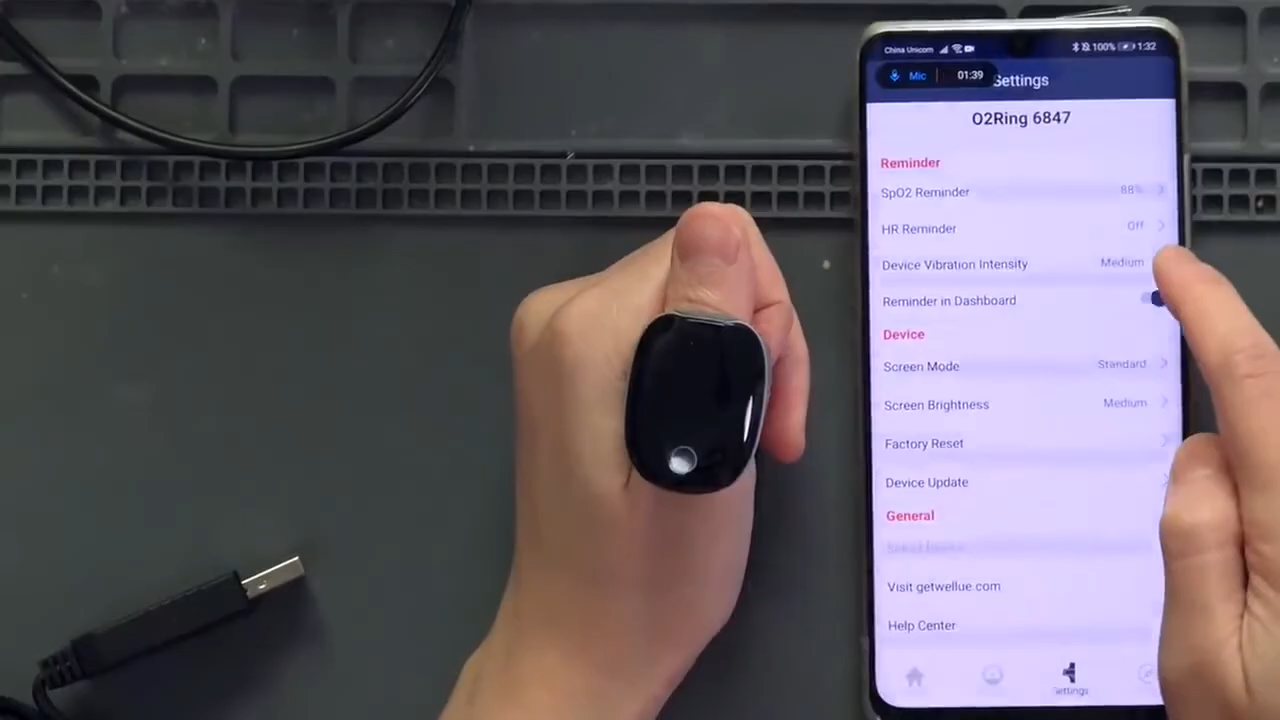 China Unicom 100% 1:32
Mic 01:39 Settings
O2Ring 6847
Reminder
SpO2 Reminder 88%
HR Reminder Off
Device Vibration Intensity Medium
Reminder in Dashboard
Device
Screen Mode Standard
Screen Brightness Medium
Factory Reset
Device Update
General
Visit getwellue.com
Help Center
Settings